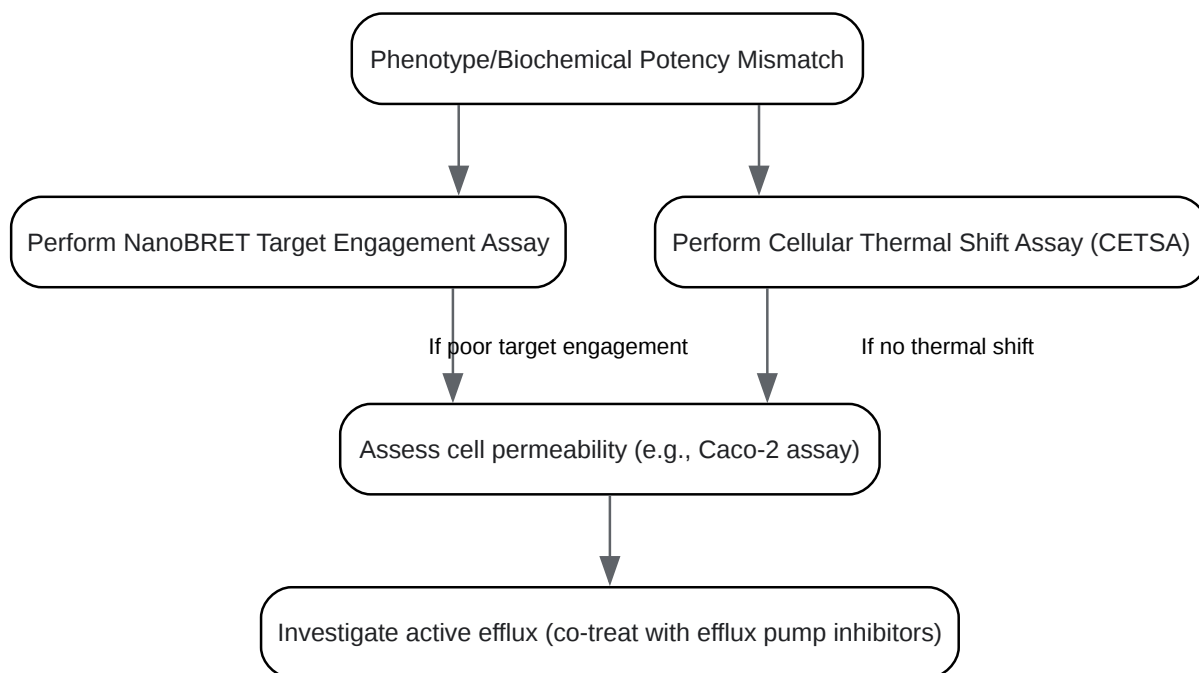 Phenotype/Biochemical Potency Mismatch
Perform NanoBRET Target Engagement Assay
Perform Cellular Thermal Shift Assay (CETSA)
If poor target engagement
If no thermal shift
Assess cell permeability (e.g., Caco-2 assay)
Investigate active efflux (co-treat with efflux pump inhibitors)